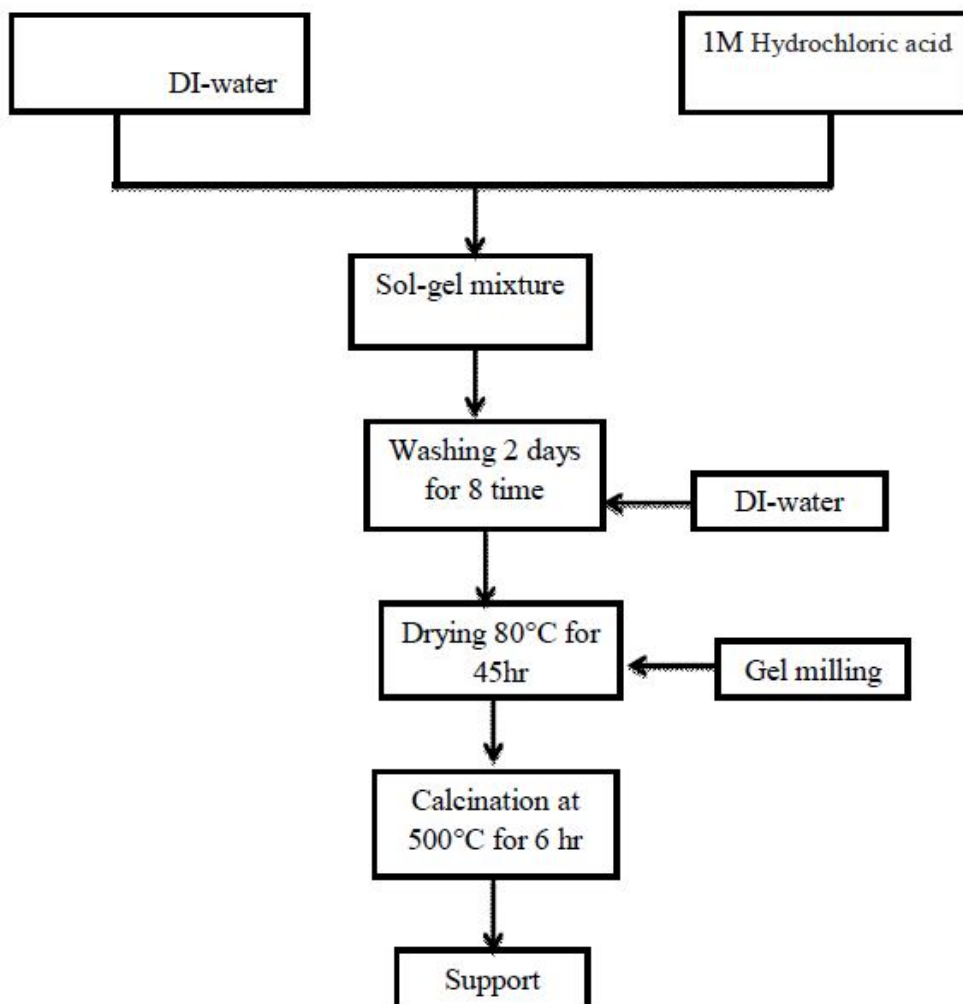 DI-water
1M Hydrochloric acid
Sol-gel mixture
Washing 2 days
for 8 time
DI-water
Drying 80°C for
45hr
Gel milling
Calcination at
500°C for 6 hr
Support